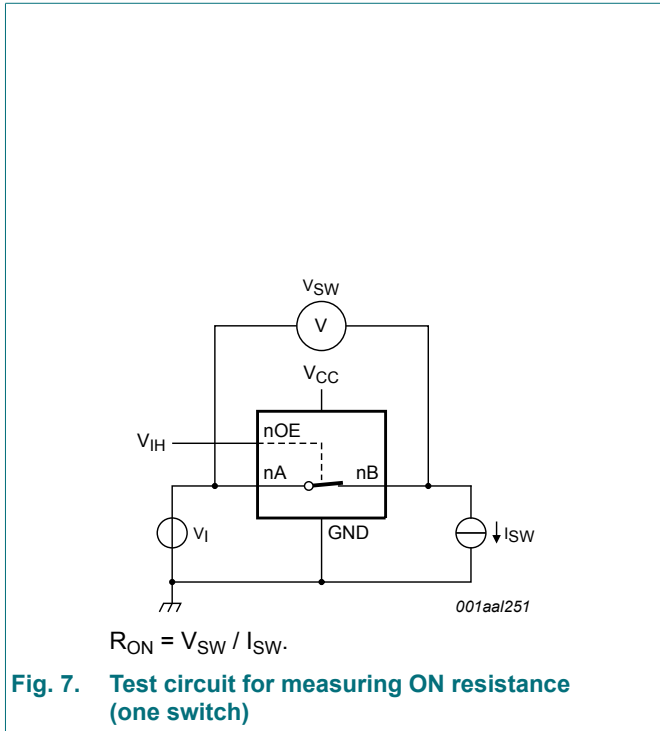 VSW
V
VCC
nOE
VIH
nA
nB
VI
GND
ISW
001aal251
RON = VSW / ISW.
Fig. 7. Test circuit for measuring ON resistance
(one switch)